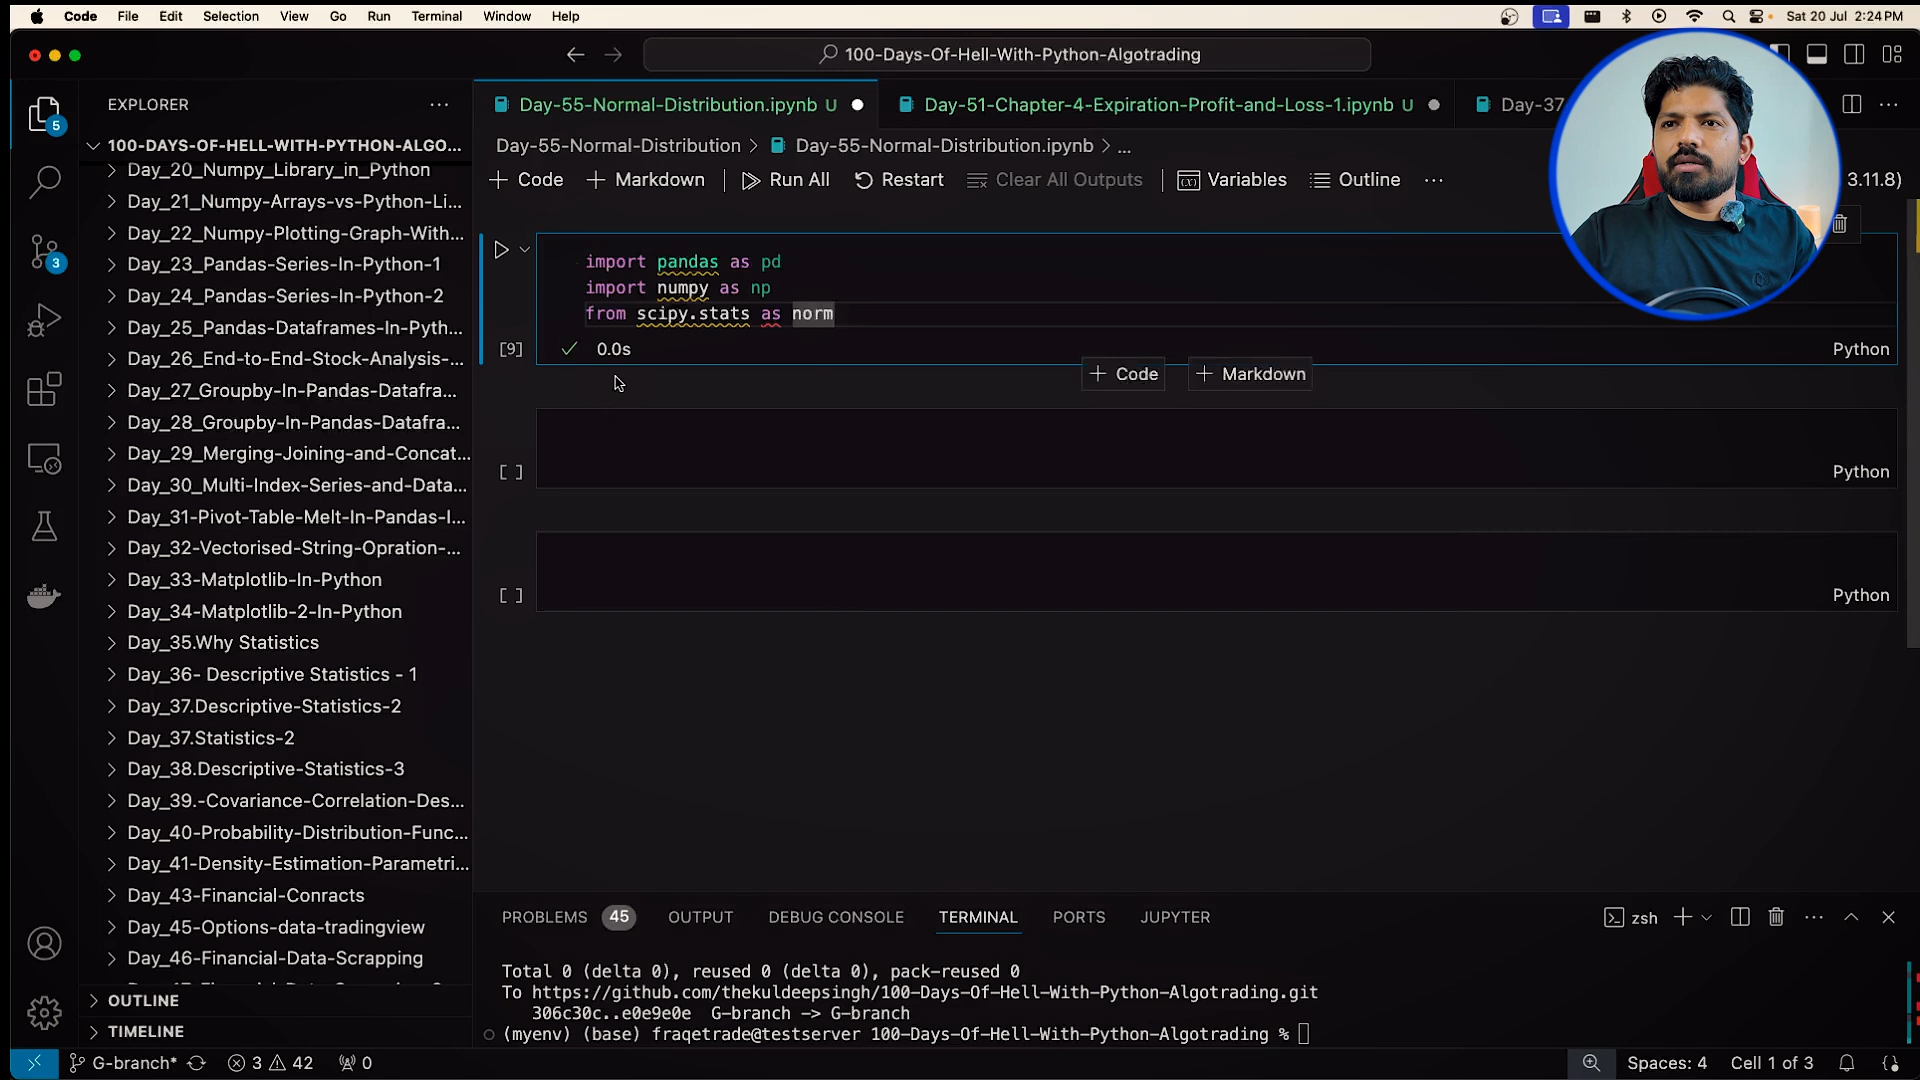 Code File Edit Selection View Go Run Terminal Window Help Sat 20 Jul 2:24 PM
100-Days-Of-Hell-With-Python-Algotrading
EXPLORER
Day-55-Normal-Distribution.ipynb U
Day-51-Chapter-4-Expiration-Profit-and-Loss-1.ipynb U
Day-37
100-DAYS-OF-HELL-WITH-PYTHON-ALGO...
Day-55-Normal-Distribution > Day-55-Normal-Distribution.ipynb > ...
+ Code + Markdown Run All Restart Clear All Outputs Variables Outline ... 3.11.8)
Day_20_Numpy_Library_in_Python
Day_21_Numpy-Arrays-vs-Python-Li...
Day_22_Numpy-Plotting-Graph-With...
Day_23_Pandas-Series-In-Python-1
Day_24_Pandas-Series-In-Python-2
Day_25_Pandas-Dataframes-In-Pyth...
Day_26_End-to-End-Stock-Analysis-...
Day_27_Groupby-In-Pandas-Datafra...
Day_28_Groupby-In-Pandas-Datafra...
Day_29_Merging-Joining-and-Concat...
Day_30_Multi-Index-Series-and-Data...
Day_31-Pivot-Table-Melt-In-Pandas-I...
Day_32-Vectorised-String-Opration-...
Day_33-Matplotlib-In-Python
Day_34-Matplotlib-2-In-Python
Day_35.Why Statistics
Day_36- Descriptive Statistics - 1
Day_37.Descriptive-Statistics-2
Day_37.Statistics-2
Day_38.Descriptive-Statistics-3
Day_39.-Covariance-Correlation-Des...
Day_40-Probability-Distribution-Func...
Day_41-Density-Estimation-Parametri...
Day_43-Financial-Conracts
Day_45-Options-data-tradingview
Day_46-Financial-Data-Scrapping
OUTLINE
TIMELINE
5
3
import pandas as pd
import numpy as np
from scipy.stats as norm
[9] 0.0s Python
+ Code + Markdown
[ ] Python
[ ] Python
PROBLEMS 45 OUTPUT DEBUG CONSOLE TERMINAL PORTS JUPYTER zsh
Total 0 (delta 0), reused 0 (delta 0), pack-reused 0
To https://github.com/thekuldeepsingh/100-Days-Of-Hell-With-Python-Algotrading.git
306c30c..e0e9e0e G-branch -> G-branch
(myenv) (base) fraqetrade@testserver 100-Days-Of-Hell-With-Python-Algotrading %
G-branch* 3 42 0 Spaces: 4 Cell 1 of 3